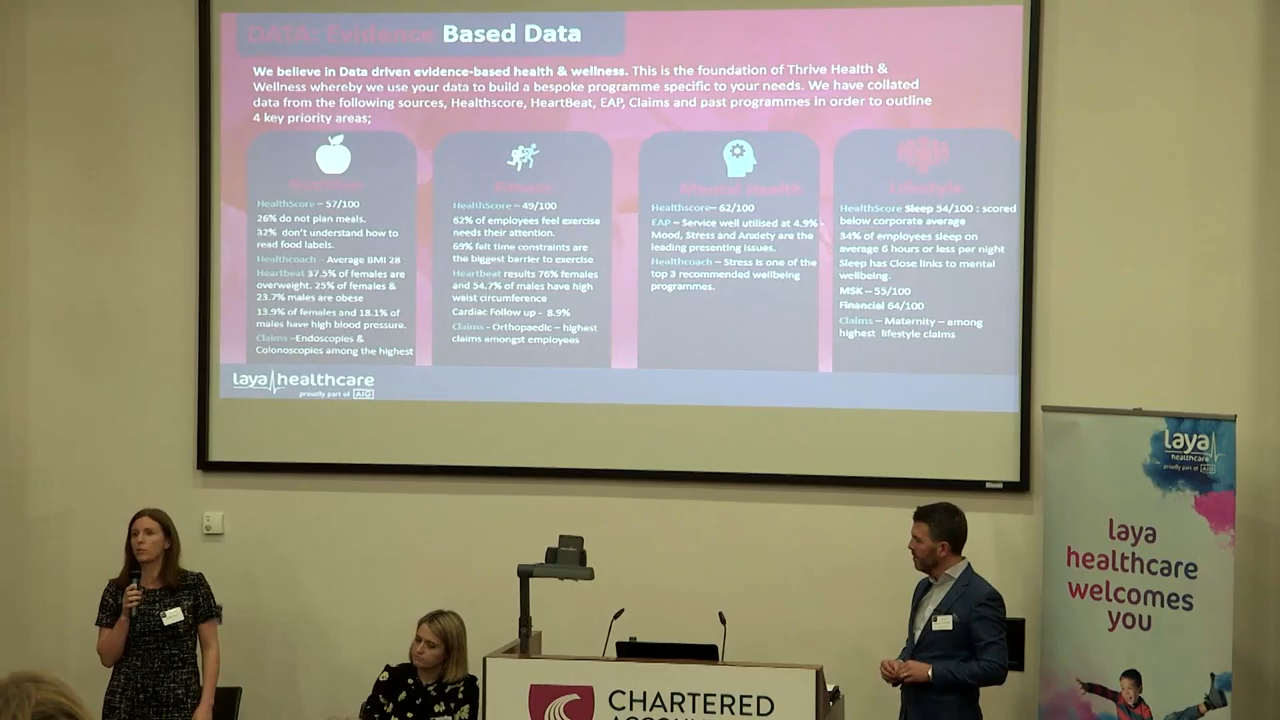 DATA: Evidence Based Data
We believe in Data driven evidence-based health & wellness. This is the foundation of Thrive Health &
Wellness whereby we use your data to build a bespoke programme specific to your needs. We have collated
data from the following sources, Healthscore, HeartBeat, EAP, Claims and past programmes in order to outline
4 key priority areas;
HealthScore – 57/100
26% do not plan meals.
32% don't understand how to
read food labels.
Healthcoach - Average BMI 28
Heartbeat 37.5% of females are
overweight. 25% of females &
23.7% males are obese
13.9% of females and 18.1% of
males have high blood pressure.
Claims –Endoscopies &
Colonoscopies among the highest
Fitness
HealthScore – 49/100
62% of employees feel exercise
needs their attention.
69% felt time constraints are
the biggest barrier to exercise
Heartbeat results 76% females
and 54.7% of males have high
waist circumference
Cardiac Follow up - 8.9%
Claims - Orthopaedic – highest
claims amongst employees
Mental Health
Healthscore– 62/100
EAP – Service well utilised at 4.9% -
Mood, Stress and Anxiety are the
leading presenting issues.
Healthcoach – Stress is one of the
top 3 recommended wellbeing
programmes.
Lifestyle
HealthScore Sleep 54/100 : scored
below corporate average
34% of employees sleep on
average 6 hours or less per night
Sleep has Close links to mental
wellbeing.
MSK – 55/100
Financial 64/100
Claims – Maternity – among
highest lifestyle claims
laya healthcare
proudly part of AIG
laya
healthcare
proudly part of AIG
laya
healthcare
welcomes
you
CHARTERED